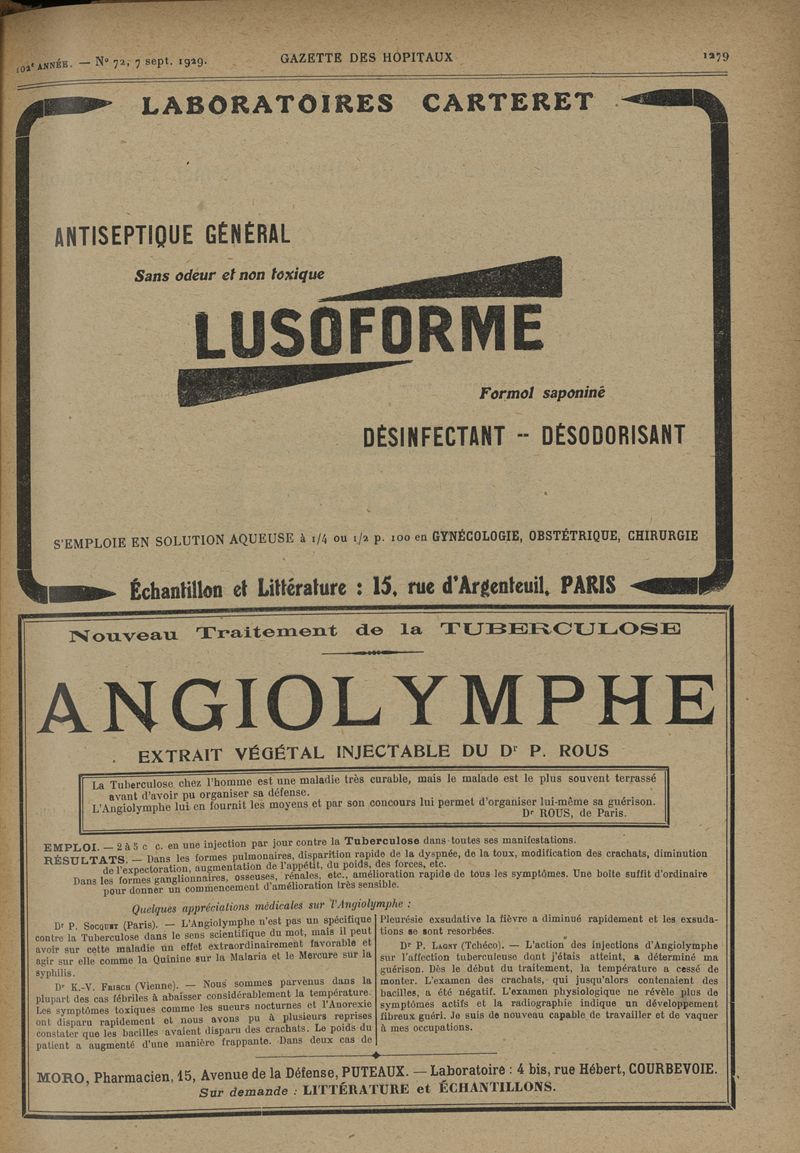 102e ANNÉE. — No 72, 7 sept. 1929.
GAZETTE DES HÔPITAUX
1279
LABORATOIRES CARTERET
ANTISEPTIQUE GÉNÉRAL
Sans odeur et non toxique
LUSOFORME
Formol saponiné
DÉSINFECTANT -- DÉSODORISANT
S'EMPLOIE EN SOLUTION AQUEUSE à 1/4 ou 1/2 p. 100 en GYNÉCOLOGIE, OBSTÉTRIQUE, CHIRURGIE
Échantillon et Littérature : 15, rue d'Argenteuil, PARIS
Nouveau Traitement de la TUBERCULOSE
ANGIOLYMPHE
EXTRAIT VÉGÉTAL INJECTABLE DU Dr P. ROUS
La Tuberculose chez l'homme est une maladie très curable, mais le malade est le plus souvent terrassé
avant d'avoir pu organiser sa défense.
L'Angiolymphe lui en fournit les moyens et par son concours lui permet d'organiser lui-même sa guérison.
Dr ROUS, de Paris.
EMPLOI. — 2 à 5 c c. en une injection par jour contre la Tuberculose dans toutes ses manifestations.
RÉSULTATS. — Dans les formes pulmonaires, disparition rapide de la dyspnée, de la toux, modification des crachats, diminution
de l'expectoration, augmentation de l'appétit, du poids, des forces, etc.
Dans les formes ganglionnaires, osseuses, rénales, etc., amélioration rapide de tous les symptômes. Une boîte suffit d'ordinaire
pour donner un commencement d'amélioration très sensible.
Quelques appréciations médicales sur l'Angiolymphe :
Dr P. SOCQUET (Paris). — L'Angiolymphe n'est pas un spécifique
contre la Tuberculose dans le sens scientifique du mot, mais il peut
avoir sur cette maladie un effet extraordinairement favorable et
agir sur elle comme la Quinine sur la Malaria et le Mercure sur la
syphilis.
Dr K.-V. FRISCH (Vienne). — Nous sommes parvenus dans la
plupart des cas fébriles à abaisser considérablement la température.
Les symptômes toxiques comme les sueurs nocturnes et l'Anorexie
ont disparu rapidement et nous avons pu à plusieurs reprises
constater que les bacilles avaient disparu des crachats. Le poids du
patient a augmenté d'une manière frappante. Dans deux cas de
Pleurésie exsudative la fièvre a diminué rapidement et les exsuda-
tions se sont resorbées.
Dr P. LAGNY (Tchéco). — L'action des injections d'Angiolymphe
sur l'affection tuberculeuse dont j'étais atteint, a déterminé ma
guérison. Dès le début du traitement, la température a cessé de
monter. L'examen des crachats, qui jusqu'alors contenaient des
bacilles, a été négatif. L'examen physiologique ne révèle plus de
symptômes actifs et la radiographie indique un développement
fibreux guéri. Je suis de nouveau capable de travailler et de vaquer
à mes occupations.
MORO, Pharmacien, 15, Avenue de la Défense, PUTEAUX. — Laboratoire : 4 bis, rue Hébert, COURBEVOIE.
Sur demande : LITTÉRATURE et ÉCHANTILLONS.